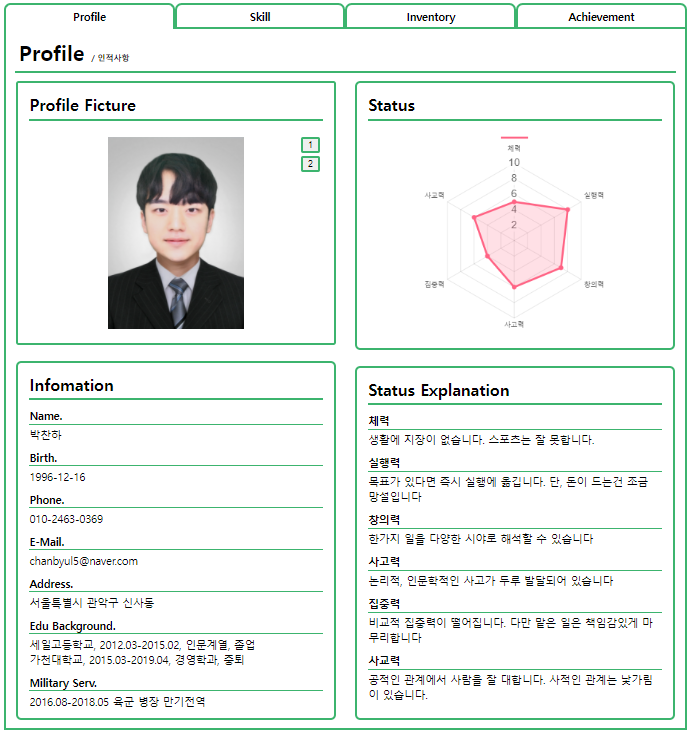 Profile
Skill
Inventory
Achievement
Profile / 인적사항
Profile Ficture
1
2
Status
체력
10
8
6
4
2
사교력
실행력
집중력
창의력
사고력
Infomation
Name.
박찬하
Birth.
1996-12-16
Phone.
010-2463-0369
E-Mail.
chanbyul5@naver.com
Address.
서울특별시 관악구 신사동
Edu Background.
세일고등학교, 2012.03-2015.02, 인문계열, 졸업
가천대학교, 2015.03-2019.04, 경영학과, 중퇴
Military Serv.
2016.08-2018.05 육군 병장 만기전역
Status Explanation
체력
생활에 지장이 없습니다. 스포츠는 잘 못합니다.
실행력
목표가 있다면 즉시 실행에 옮깁니다. 단, 돈이 드는건 조금
망설입니다
창의력
한가지 일을 다양한 시야로 해석할 수 있습니다
사고력
논리적, 인문학적인 사고가 두루 발달되어 있습니다
집중력
비교적 집중력이 떨어집니다. 다만 맡은 일은 책임감있게 마
무리합니다
사교력
공적인 관계에서 사람을 잘 대합니다. 사적인 관계는 낯가림
이 있습니다.